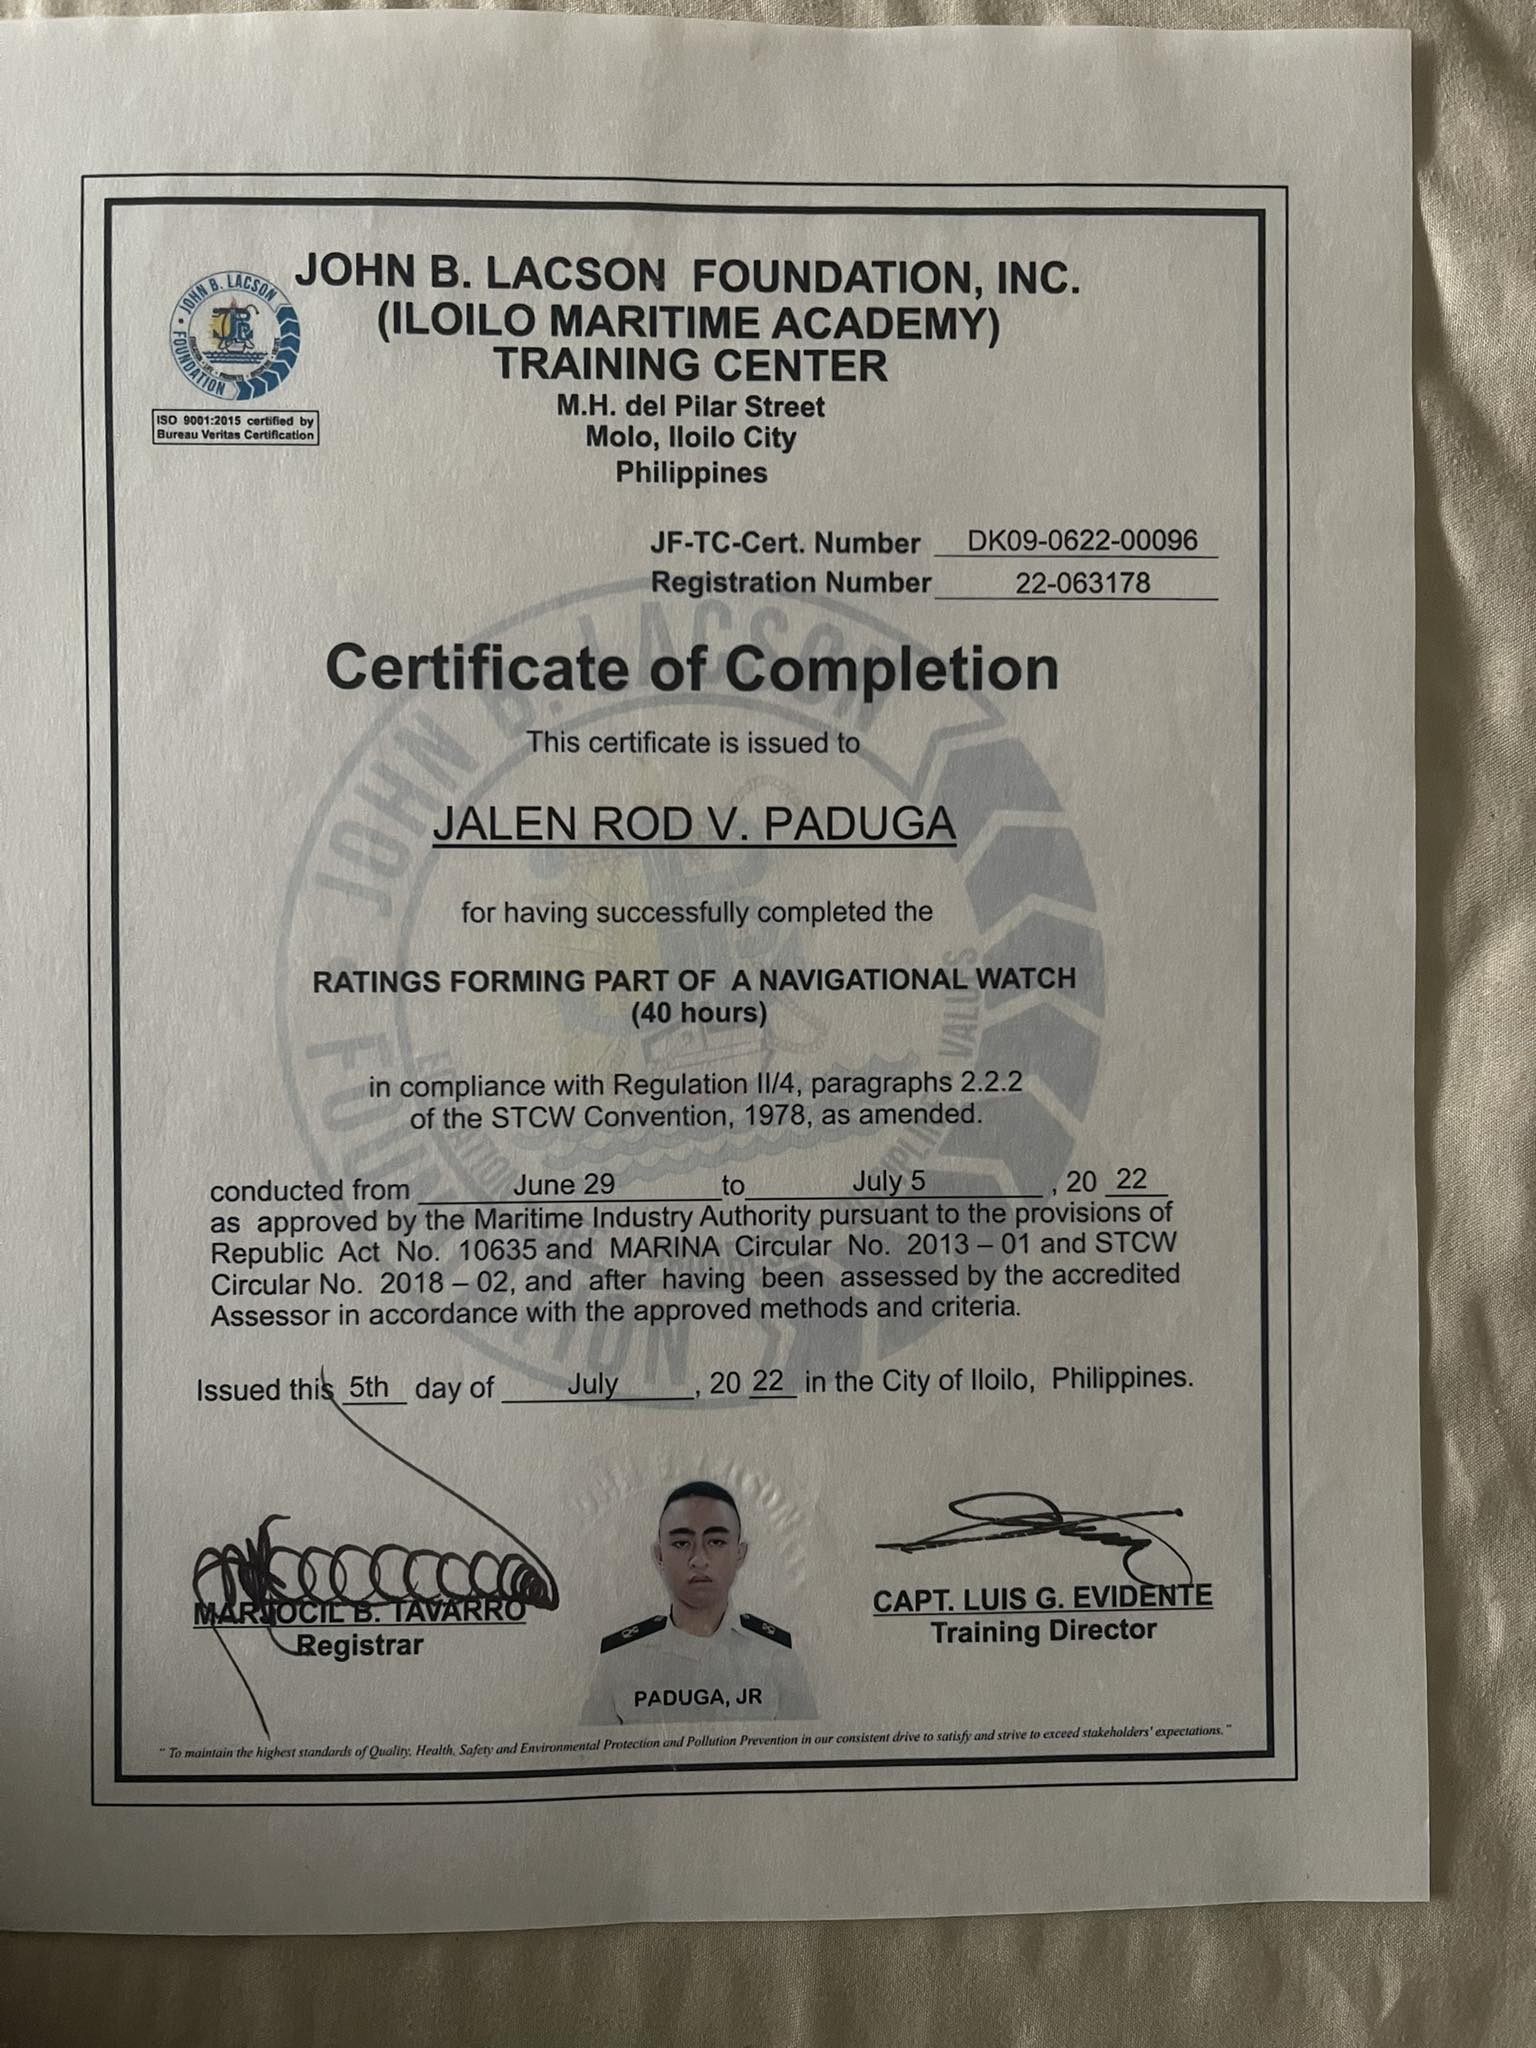 JOHN B. LACSON FOUNDATION, INC.
(ILOILO MARITIME ACADEMY)
TRAINING CENTER
M.H. del Pilar Street
Molo, Iloilo City
Philippines
JOHN B. LACSON
FOUNDATION
ISO 9001:2015 certified by
Bureau Veritas Certification
JF-TC-Cert. Number DK09-0622-00096
Registration Number 22-063178
Certificate of Completion
This certificate is issued to
JALEN ROD V. PADUGA
for having successfully completed the
RATINGS FORMING PART OF A NAVIGATIONAL WATCH
(40 hours)
in compliance with Regulation II/4, paragraphs 2.2.2
of the STCW Convention, 1978, as amended.
conducted from June 29 to July 5, 20 22
as approved by the Maritime Industry Authority pursuant to the provisions of
Republic Act No. 10635 and MARINA Circular No. 2013 – 01 and STCW
Circular No. 2018 – 02, and after having been assessed by the accredited
Assessor in accordance with the approved methods and criteria.
Issued this 5th day of July, 20 22 in the City of Iloilo, Philippines.
MARJOCIL B. TAVARRO
Registrar
CAPT. LUIS G. EVIDENTE
Training Director
PADUGA, JR
" To maintain the highest standards of Quality, Health, Safety and Environmental Protection and Pollution Prevention in our consistent drive to satisfy and strive to exceed stakeholders' expectations."